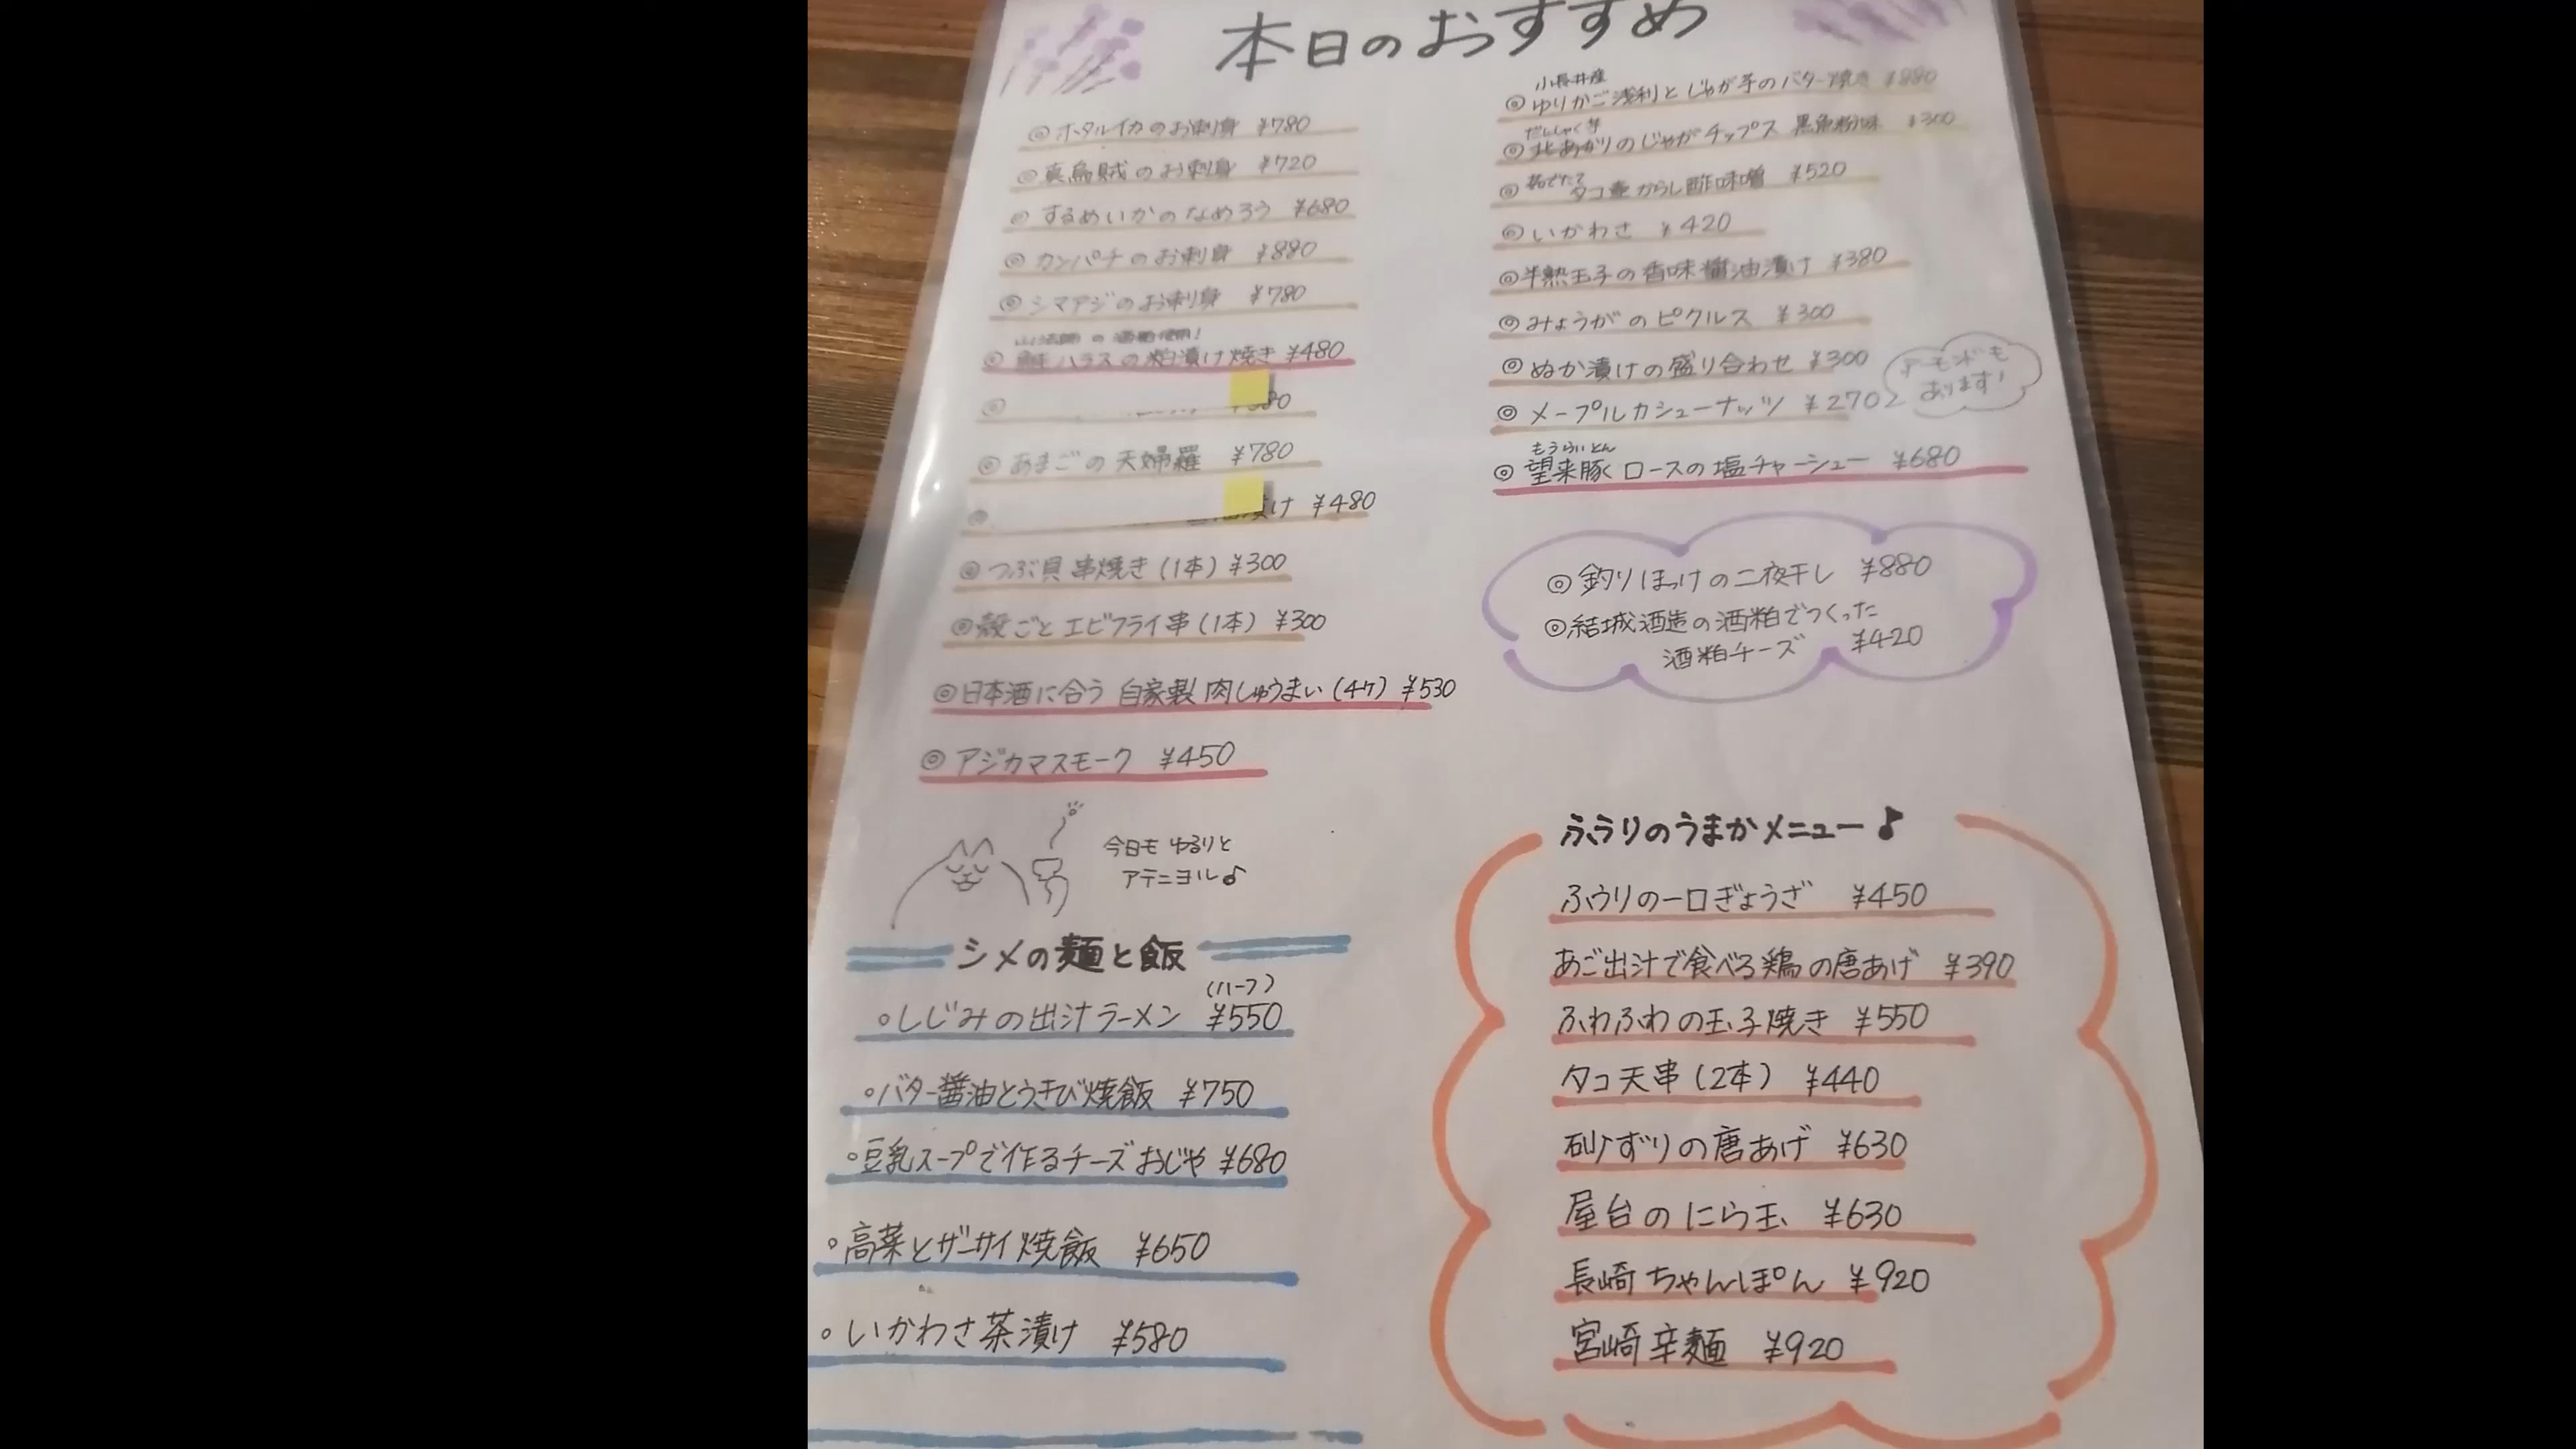 本日のおすすめ
◎ホタルイカのお刺身 ¥780
◎真烏賊のお刺身 ¥720
◎するめいかのなめろう ¥680
◎カンパチのお刺身 ¥880
◎シマアジのお刺身 ¥780
の酒粕使用!
◎鮭ハラスの粕漬け焼き ¥480
◎
◎あまごの天婦羅 ¥780
漬け ¥480
◎つぶ貝串焼き(1本) ¥300
◎殻ごとエビフライ串(1本) ¥300
◎日本酒に合う 自家製肉しゅうまい(4ケ) ¥530
◎アジカマスモーク ¥450
今日もゆるりと
アテニヨル♪
小長井産
◎ゆりかご浅利とじゃが芋のバター焼き ¥880
だんしゃく芋
◎北あかりのじゃがチップス 黒魚粉味 ¥300
茹でたて
◎タコ からし酢味噌 ¥520
◎いかわさ ¥420
◎半熟玉子の香味醤油漬け ¥380
◎みょうがのピクルス ¥300
◎ぬか漬けの盛り合わせ ¥300
◎メープルカシューナッツ ¥270
アーモンドも
あります!
もうらいとん
◎望来豚ロースの塩チャーシュー ¥680
◎釣りほっけの二夜干し ¥880
◎結城酒造の酒粕でつくった
酒粕チーズ ¥420
シメの麺と飯
(ハーフ)
○しじみの出汁ラーメン ¥550
○バター醤油とうきび焼飯 ¥750
○豆乳スープで作るチーズおじや ¥680
○高菜とザーサイ焼飯 ¥650
○いかわさ茶漬け ¥580
ふうりのうまかメニュー♪
ふうりの一口ぎょうざ ¥450
あご出汁で食べる鶏の唐あげ ¥390
ふわふわの玉子焼き ¥550
タコ天串(2本) ¥440
砂ずりの唐あげ ¥630
屋台のにら玉 ¥630
長崎ちゃんぽん ¥920
宮崎辛麺 ¥920